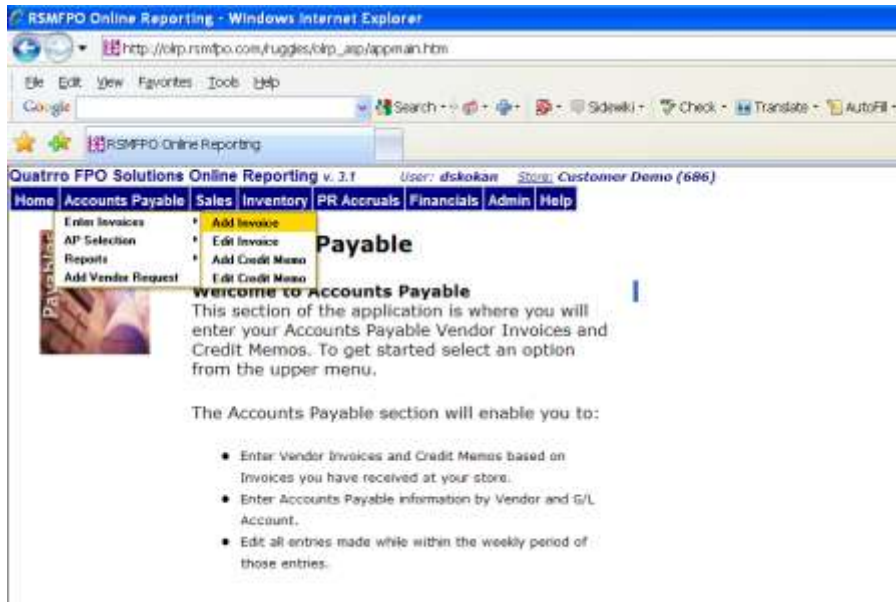 RSMFPO Online Reporting - Windows Internet Explorer
http://olrp.rsmfpo.com/ruggles/olrp_asp/appmain.htm
File Edit View Favorites Tools Help
Google Search Sidewiki Check Translate AutoFill
RSMFPO Online Reporting
Quatrro FPO Solutions Online Reporting v. 3.1 User: dskokan Store: Customer Demo (686)
Home Accounts Payable Sales Inventory PR Accruals Financials Admin Help
Enter Invoices Add Invoice
AP Selection Edit Invoice
Reports Add Credit Memo
Add Vendor Request Edit Credit Memo
Payables
Payable
Welcome to Accounts Payable
This section of the application is where you will
enter your Accounts Payable Vendor Invoices and
Credit Memos. To get started select an option
from the upper menu.
The Accounts Payable section will enable you to:
• Enter Vendor Invoices and Credit Memos based on
Invoices you have received at your store.
• Enter Accounts Payable information by Vendor and G/L
Account.
• Edit all entries made while within the weekly period of
those entries.